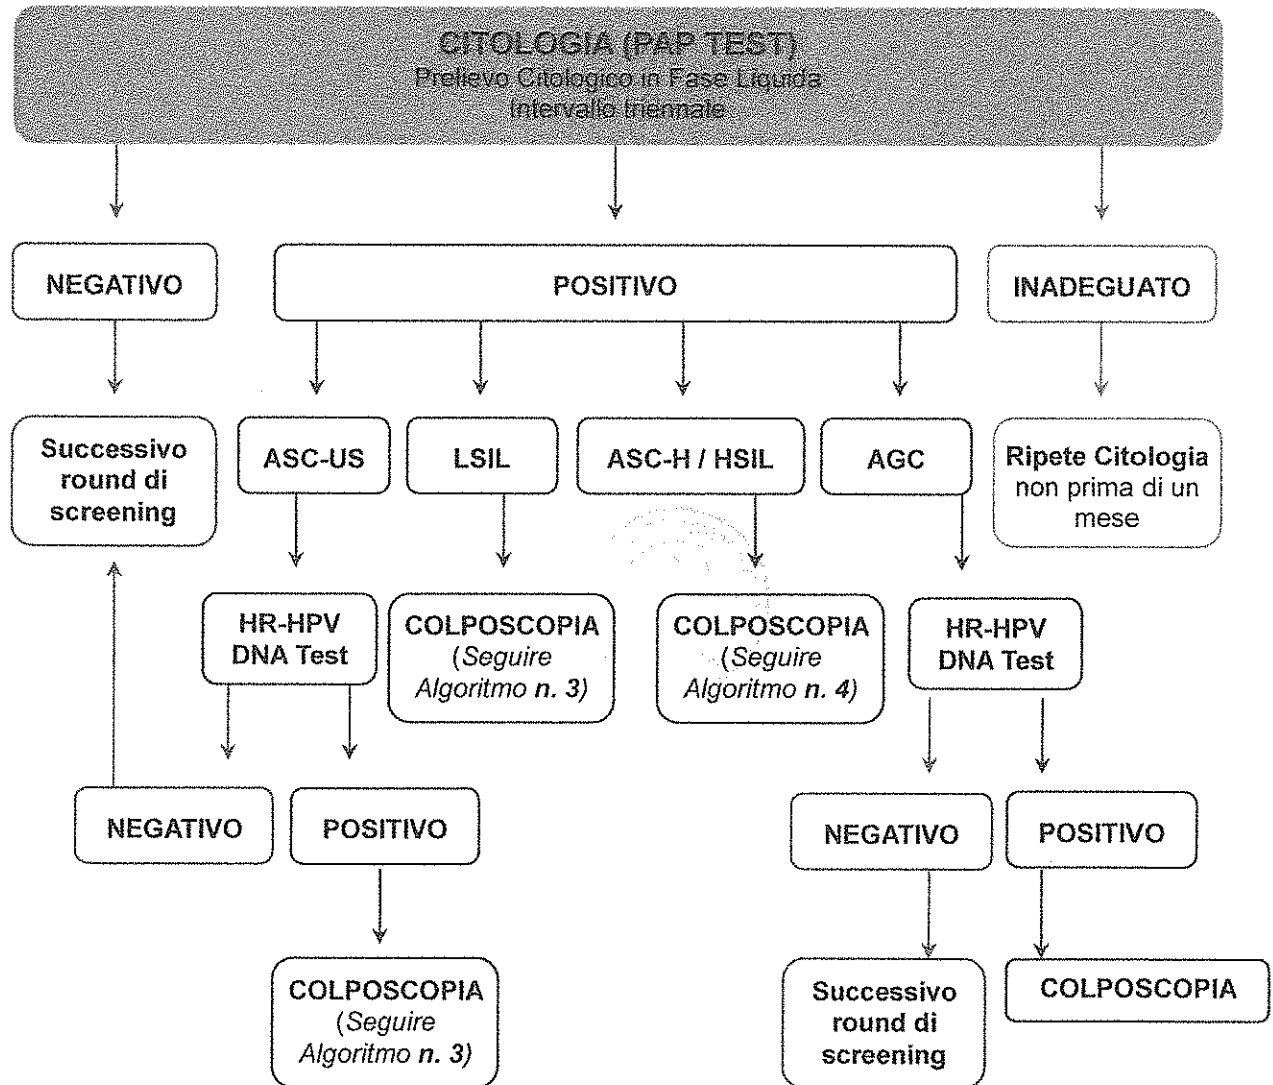 CITOLOGIA (PAP TEST)
Prelievo Citologico in Fase Liquida
Intervallo triennale
NEGATIVO
POSITIVO
INADEGUATO
Successivo
round di
screening
ASC-US
LSIL
ASC-H / HSIL
AGC
Ripete Citologia
non prima di un
mese
HR-HPV
DNA Test
COLPOSCOPIA
(Seguire
Algoritmo n. 3)
COLPOSCOPIA
(Seguire
Algoritmo n. 4)
HR-HPV
DNA Test
NEGATIVO
POSITIVO
NEGATIVO
POSITIVO
COLPOSCOPIA
(Seguire
Algoritmo n. 3)
Successivo
round di
screening
COLPOSCOPIA